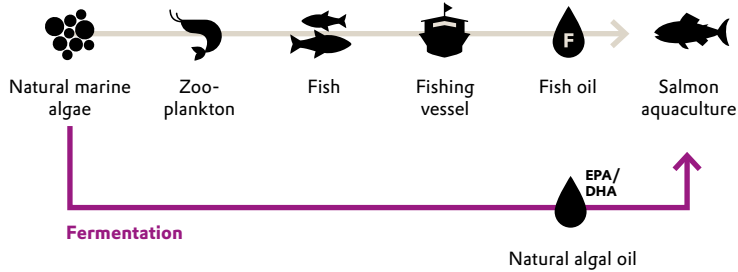 F
Natural marine
algae
Zoo-
plankton
Fish
Fishing
vessel
Fish oil
Salmon
aquaculture
EPA/
DHA
Fermentation
Natural algal oil